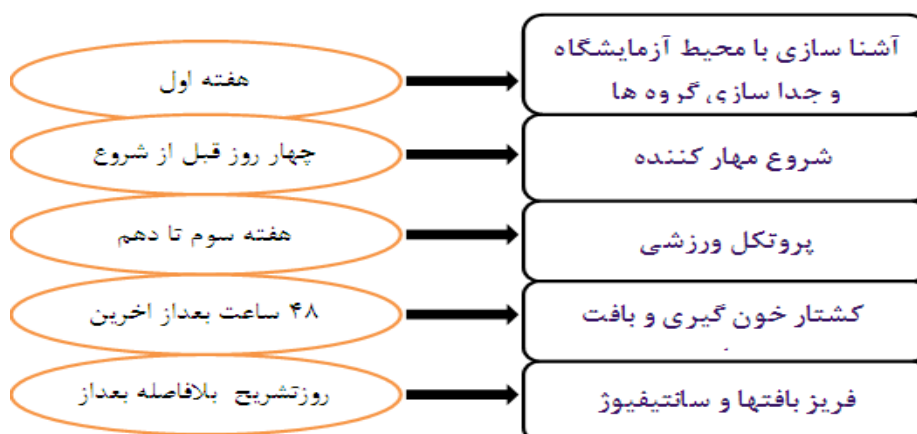 آشنا سازی با محیط آزمایشگاه
و جدا سازی گروه ها
هفته اول
شروع مهار کننده
چهار روز قبل از شروع
پروتکل ورزشی
هفته سوم تا دهم
کشتار خون گیری و بافت
۴۸ ساعت بعداز اخرین
فریز بافتها و سانتیفیوژ
روزتشریح بلافاصله بعداز